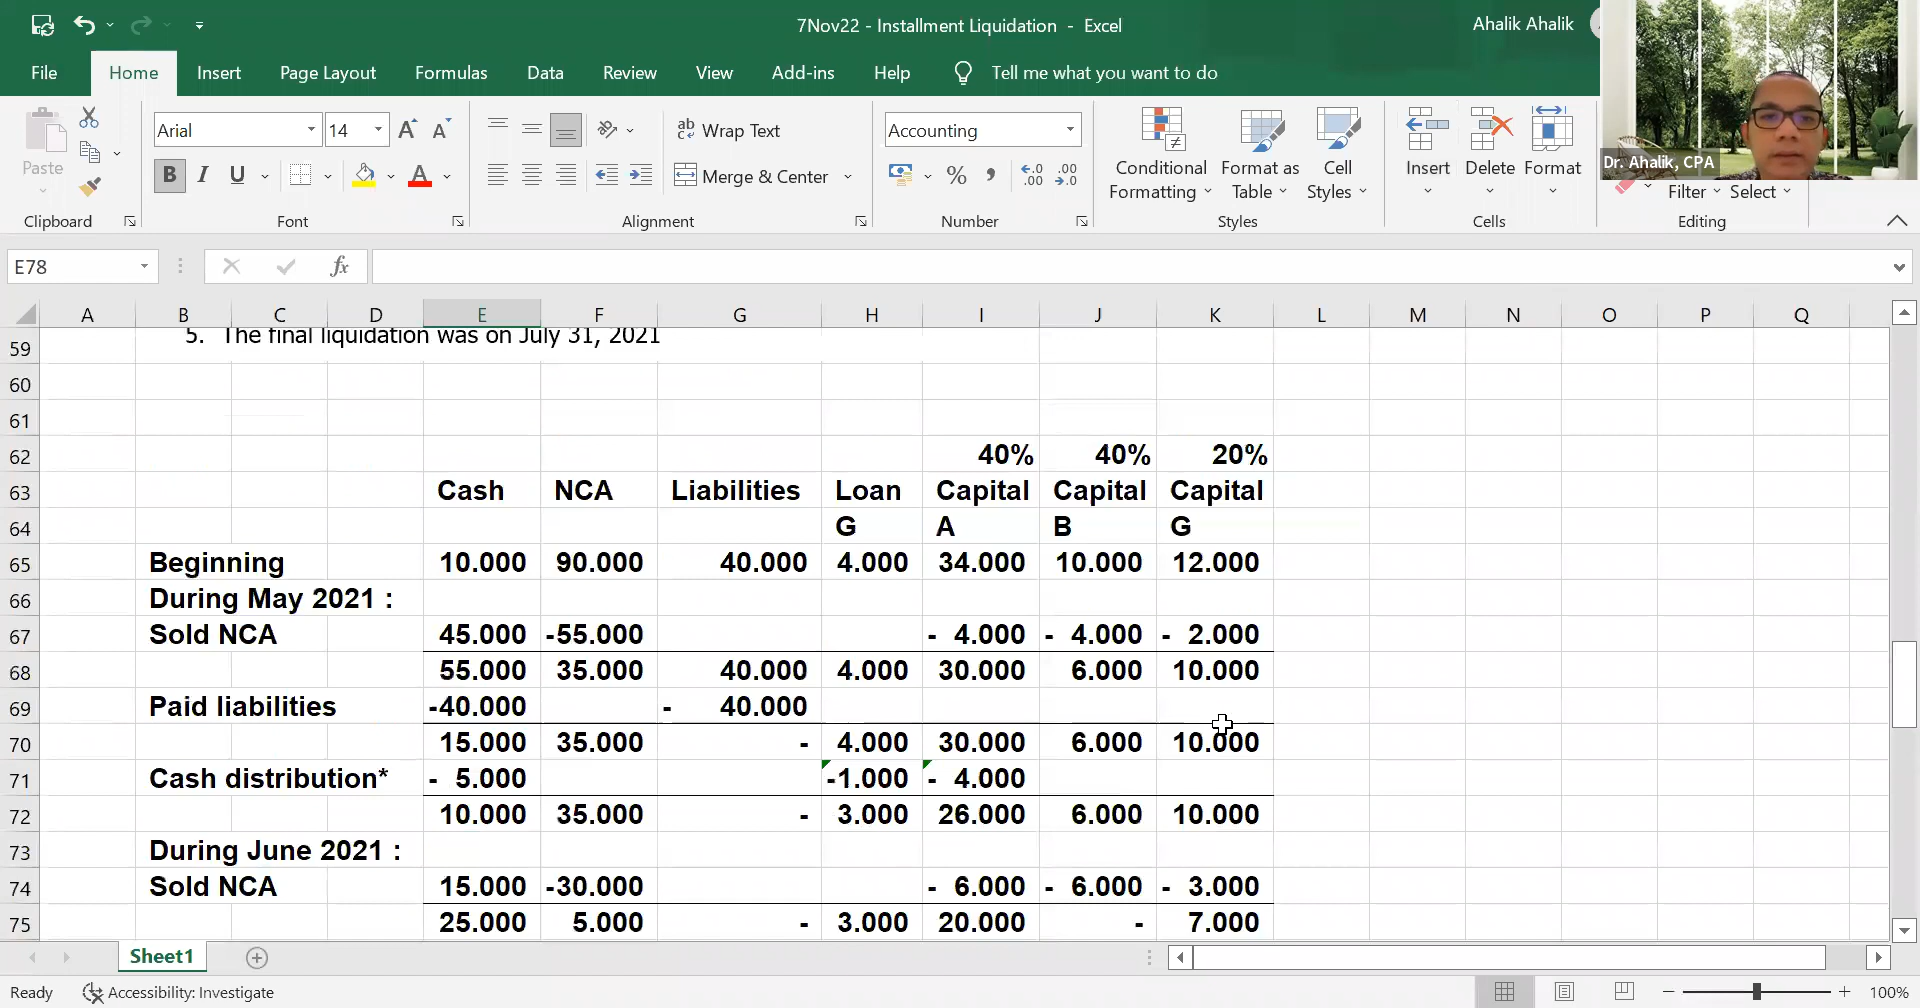 7Nov22 - Installment Liquidation - Excel
Ahalik Ahalik
File Home Insert Page Layout Formulas Data Review View Add-ins Help Tell me what you want to do
Paste
Arial 14
Wrap Text
Accounting
B I U
Merge & Center
Conditional Formatting
Format as Table
Cell Styles
Insert
Delete
Format
Dr. Ahalik, CPA
Filter
Select
Clipboard Font Alignment Number Styles Cells Editing
E78 fx
A B C D E F G H I J K L M N O P Q
59 5. The final liquidation was on July 31, 2021
60
61
62 40% 40% 20%
63 Cash NCA Liabilities Loan Capital Capital Capital
64 G A B G
65 Beginning 10.000 90.000 40.000 4.000 34.000 10.000 12.000
66 During May 2021 :
67 Sold NCA 45.000 -55.000 - 4.000 - 4.000 - 2.000
68 55.000 35.000 40.000 4.000 30.000 6.000 10.000
69 Paid liabilities -40.000 - 40.000
70 15.000 35.000 - 4.000 30.000 6.000 10.000
71 Cash distribution* - 5.000 -1.000 - 4.000
72 10.000 35.000 - 3.000 26.000 6.000 10.000
73 During June 2021 :
74 Sold NCA 15.000 -30.000 - 6.000 - 6.000 - 3.000
75 25.000 5.000 - 3.000 20.000 - 7.000
Sheet1
Ready Accessibility: Investigate 100%